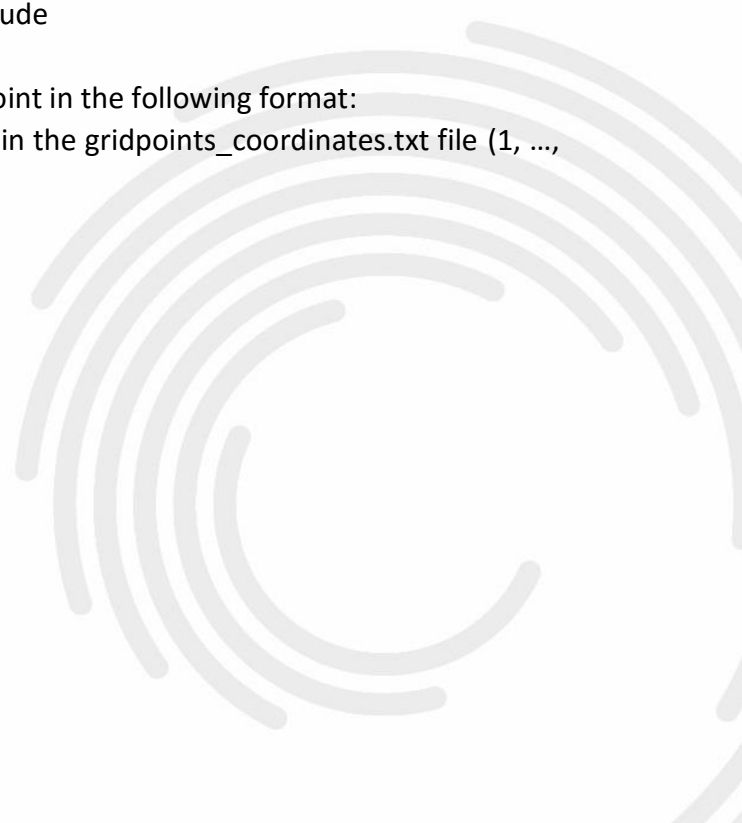 ude
oint in the following format:
in the gridpoints_coordinates.txt file (1, …,